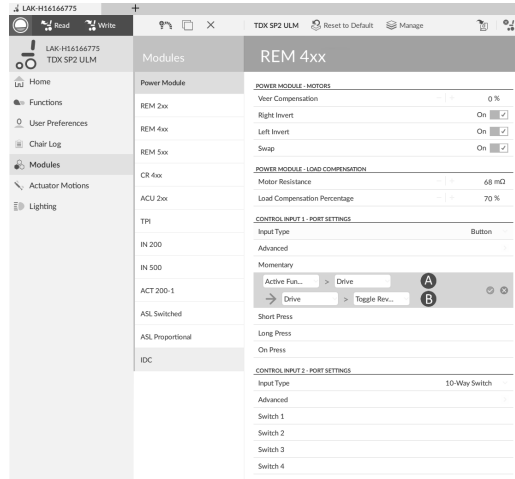 LAK-H16166775
+
Read
Write
TDX SP2 ULM
Reset to Default
Manage
LAK-H16166775
TDX SP2 ULM
Home
Functions
User Preferences
Chair Log
Modules
Actuator Motions
Lighting
Modules
Power Module
REM 2xx
REM 4xx
REM 5xx
CR 4xx
ACU 2xx
TPI
IN 200
IN 500
ACT 200-1
ASL Switched
ASL Proportional
IDC
REM 4xx
POWER MODULE - MOTORS
Veer Compensation 0 %
Right Invert On
Left Invert On
Swap On
POWER MODULE - LOAD COMPENSATION
Motor Resistance 68 mΩ
Load Compensation Percentage 70 %
CONTROL INPUT 1 - PORT SETTINGS
Input Type Button
Advanced
Momentary
Active Fun... > Drive A
Drive > Toggle Rev... B
Short Press
Long Press
On Press
CONTROL INPUT 2 - PORT SETTINGS
Input Type 10-Way Switch
Advanced
Switch 1
Switch 2
Switch 3
Switch 4